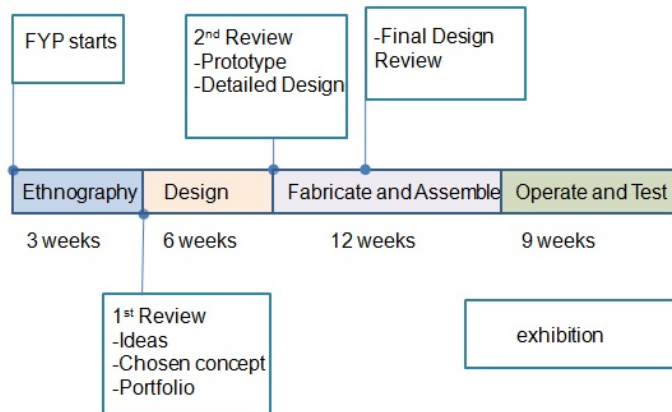 FYP starts
2nd Review
-Prototype
-Detailed Design
-Final Design
Review
Ethnography
Design
Fabricate and Assemble
Operate and Test
3 weeks
6 weeks
12 weeks
9 weeks
1st Review
-Ideas
-Chosen concept
-Portfolio
exhibition